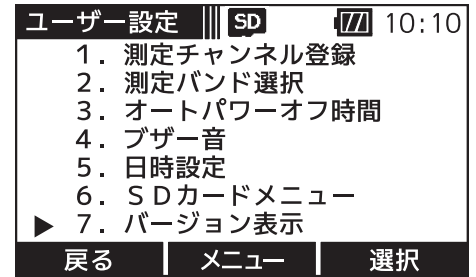 ユーザー設定 SD 10:10
1. 測定チャンネル登録
2. 測定バンド選択
3. オートパワーオフ時間
4. ブザー音
5. 日時設定
6. SDカードメニュー
▶ 7. バージョン表示
戻る メニュー 選択